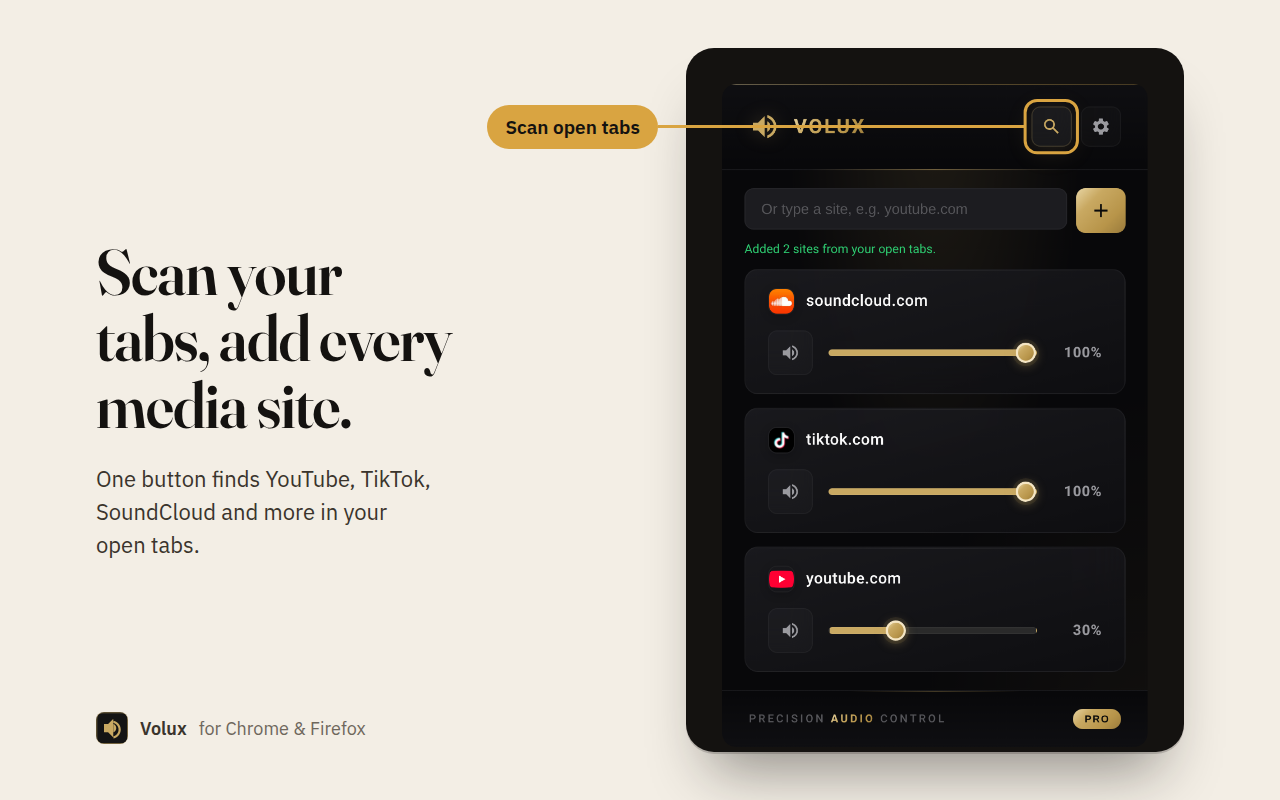 Scan open tabs
VOLUX
Or type a site, e.g. youtube.com
+
Added 2 sites from your open tabs.
soundcloud.com
100%
tiktok.com
100%
youtube.com
30%
PRECISION AUDIO CONTROL
PRO
Scan your
tabs, add every
media site.
One button finds YouTube, TikTok,
SoundCloud and more in your
open tabs.
Volux for Chrome & Firefox